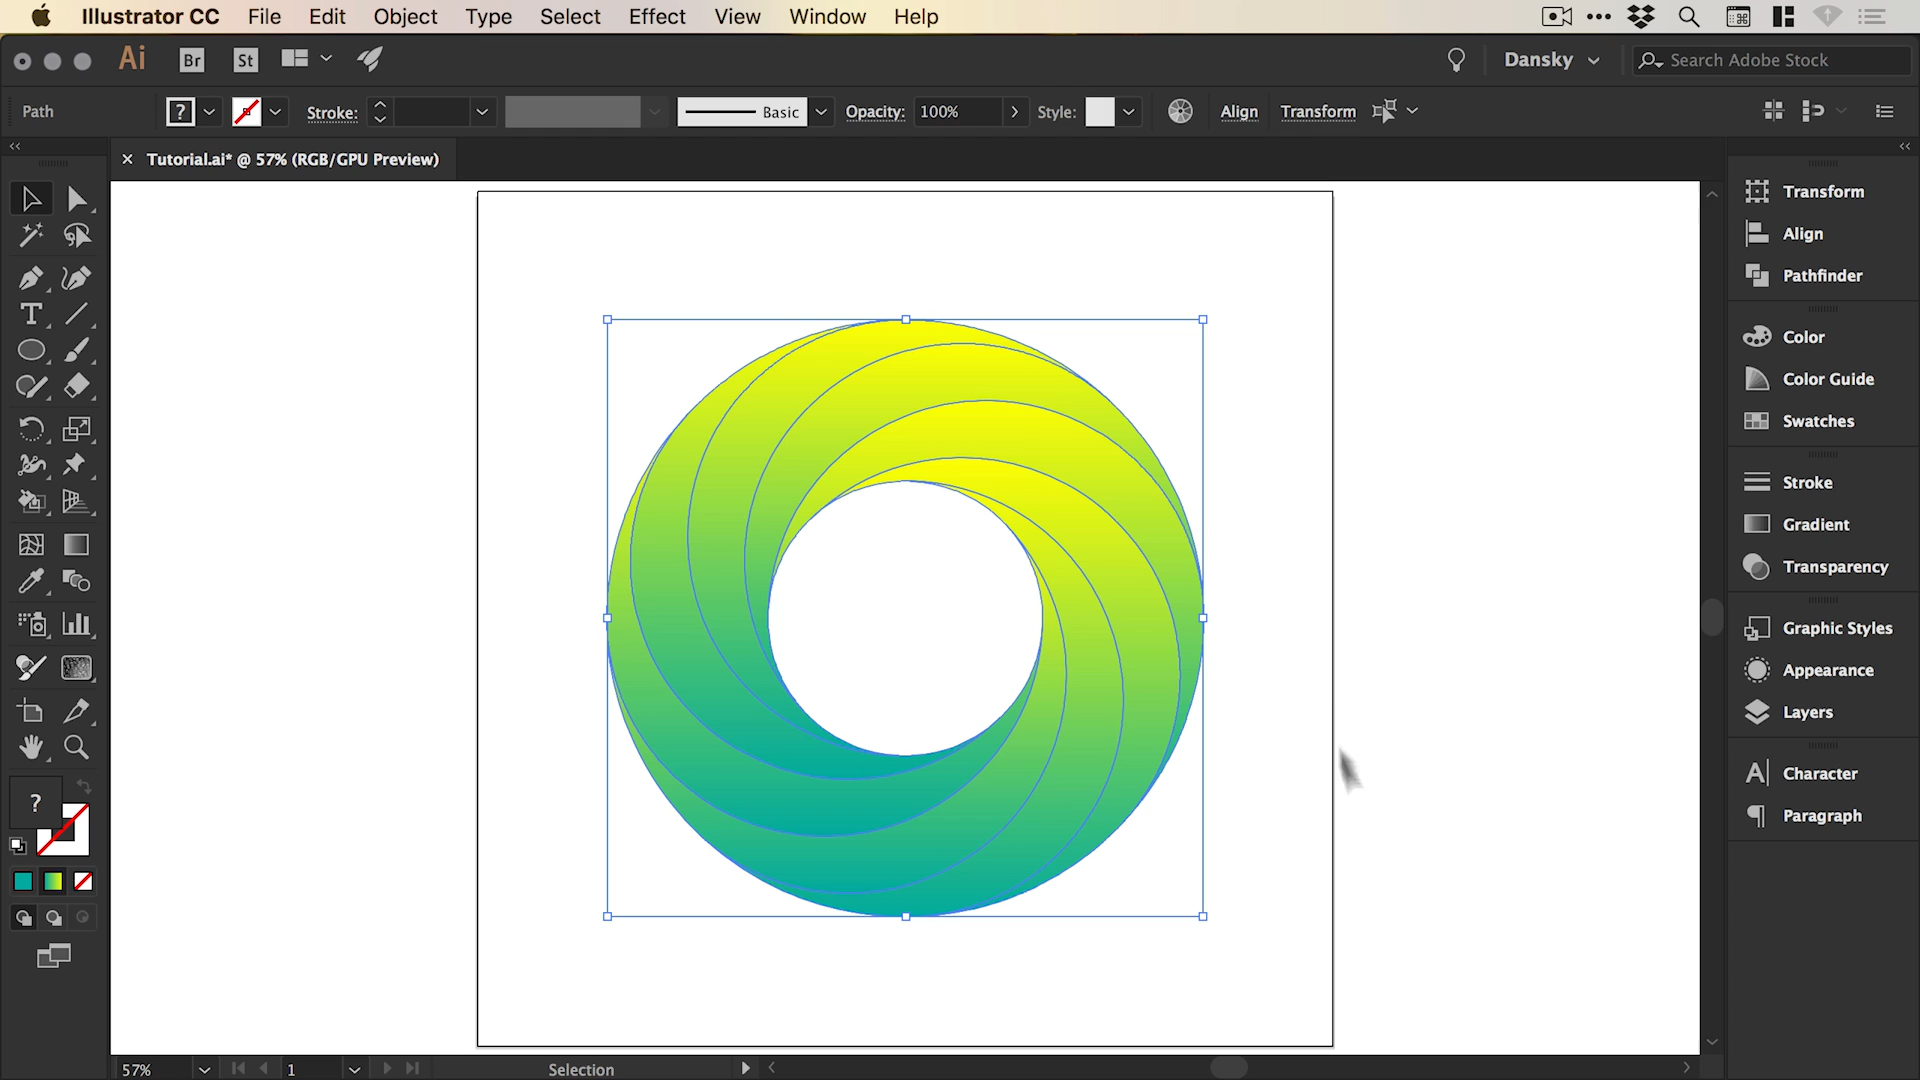 Illustrator CC File Edit Object Type Select Effect View Window Help
Ai Br St Dansky Search Adobe Stock
Path ? Stroke: Basic Opacity: 100% Style: Align Transform
Tutorial.ai* @ 57% (RGB/GPU Preview)
Transform
Align
Pathfinder
Color
Color Guide
Swatches
Stroke
Gradient
Transparency
Graphic Styles
Appearance
Layers
Character
Paragraph
?
57% 1 Selection